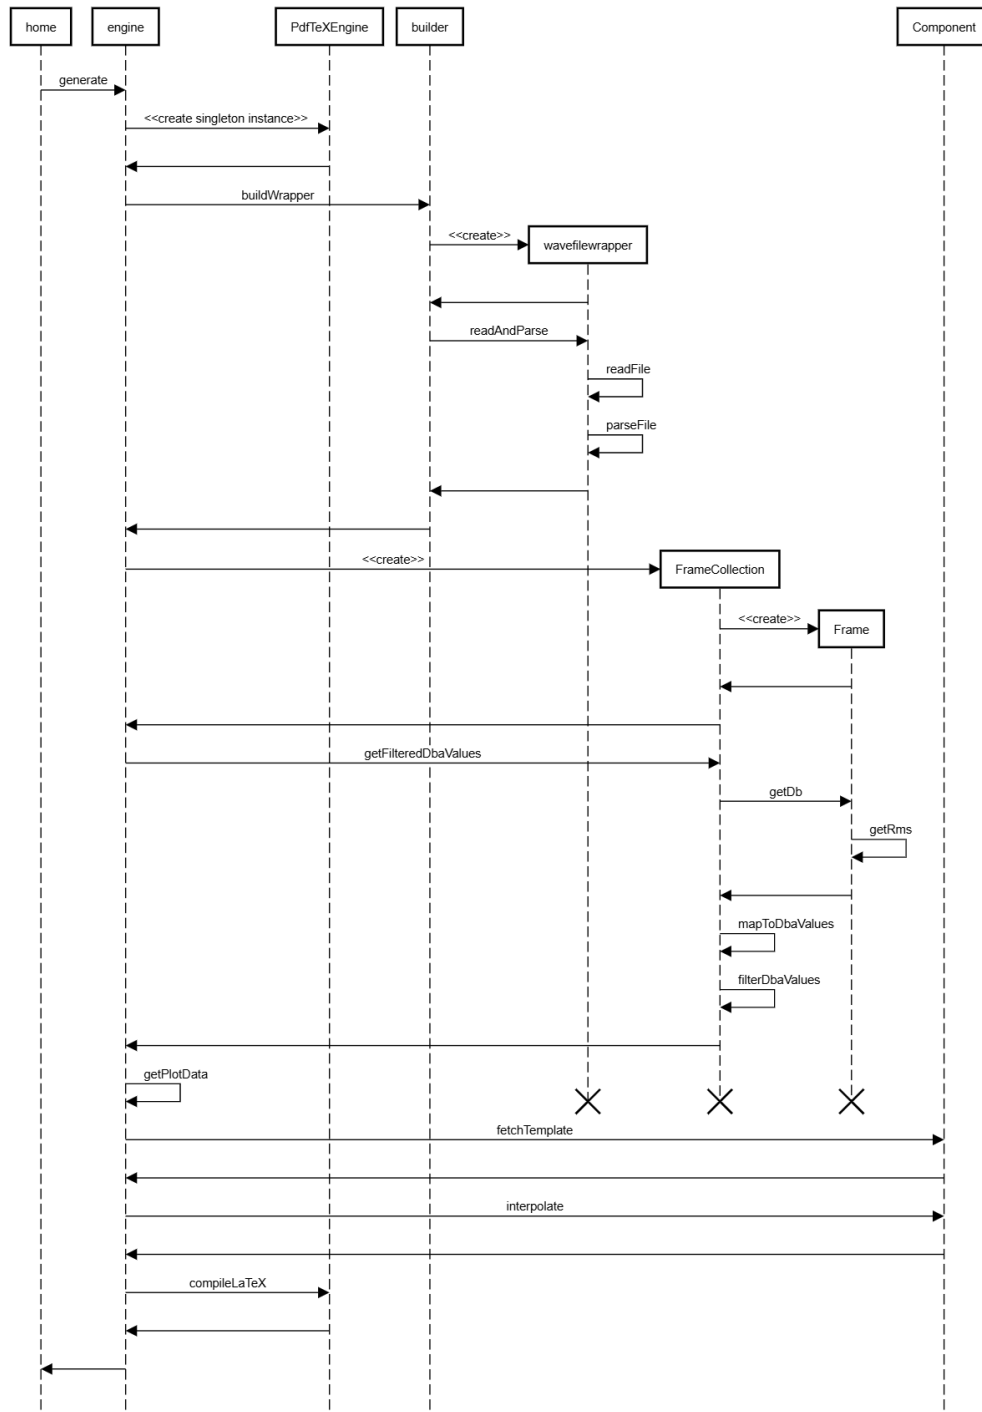 home
engine
PdfTeXEngine
builder
Component
generate
<<create singleton instance>>
buildWrapper
<<create>>
wavefilewrapper
readAndParse
readFile
parseFile
<<create>>
FrameCollection
<<create>>
Frame
getFilteredDbaValues
getDb
getRms
mapToDbaValues
filterDbaValues
getPlotData
fetchTemplate
interpolate
compileLaTeX